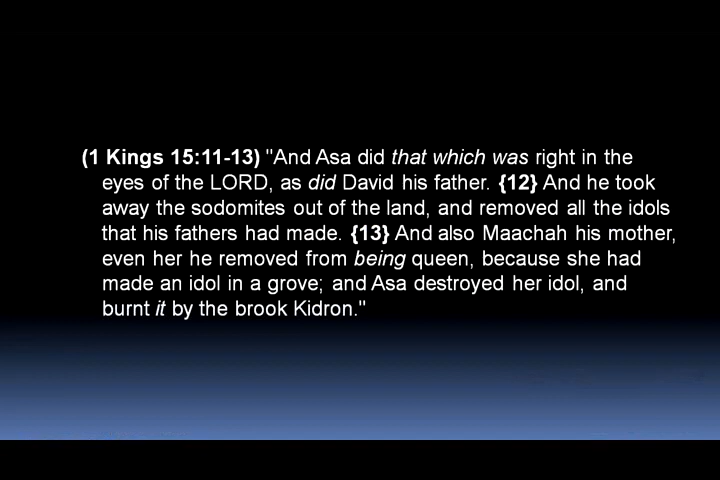 (1 Kings 15:11-13) "And Asa did that which was right in the
eyes of the LORD, as did David his father. {12} And he took
away the sodomites out of the land, and removed all the idols
that his fathers had made. {13} And also Maachah his mother,
even her he removed from being queen, because she had
made an idol in a grove; and Asa destroyed her idol, and
burnt it by the brook Kidron."